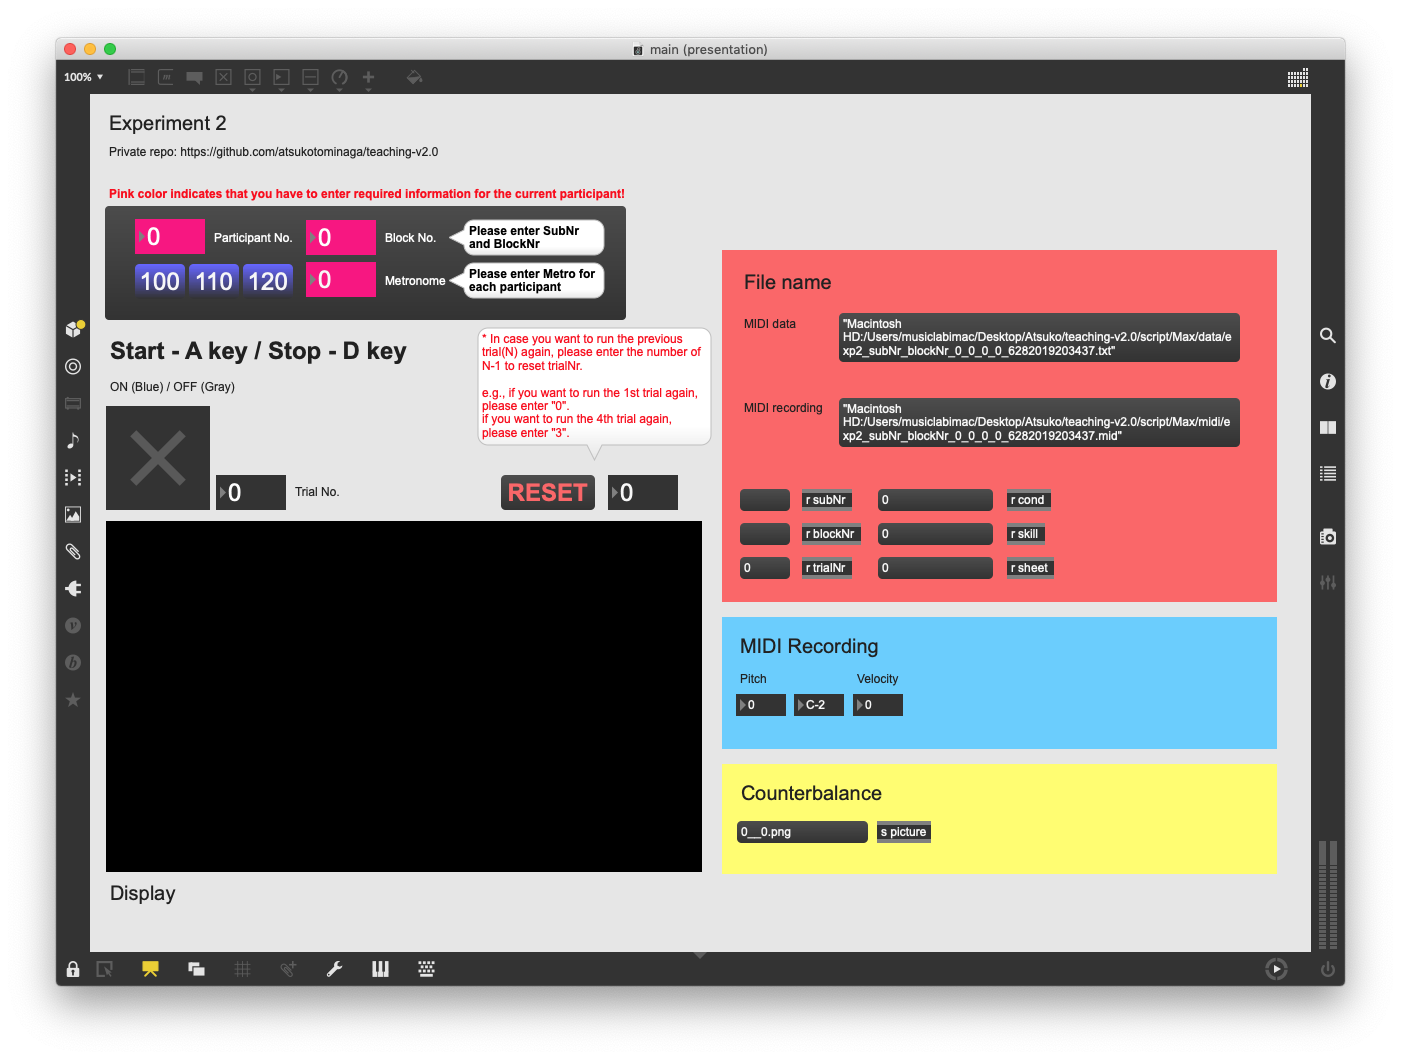 main (presentation)
100%
Experiment 2
Private repo: https://github.com/atsukotominaga/teaching-v2.0
Pink color indicates that you have to enter required information for the current participant!
0
Participant No.
0
Block No.
Please enter SubNr
and BlockNr
100
110
120
0
Metronome
Please enter Metro for
each participant
Start - A key / Stop - D key
ON (Blue) / OFF (Gray)
* In case you want to run the previous
trial(N) again, please enter the number of
N-1 to reset trialNr.
e.g., if you want to run the 1st trial again,
please enter "0".
if you want to run the 4th trial again,
please enter "3".
0
Trial No.
RESET
0
Display
File name
MIDI data
"Macintosh
HD:/Users/musiclabimac/Desktop/Atsuko/teaching-v2.0/script/Max/data/e
xp2_subNr_blockNr_0_0_0_0_6282019203437.txt"
MIDI recording
"Macintosh
HD:/Users/musiclabimac/Desktop/Atsuko/teaching-v2.0/script/Max/midi/e
xp2_subNr_blockNr_0_0_0_0_6282019203437.mid"
r subNr
0
r cond
r blockNr
0
r skill
0
r trialNr
0
r sheet
MIDI Recording
Pitch
Velocity
0
C-2
0
Counterbalance
0__0.png
s picture